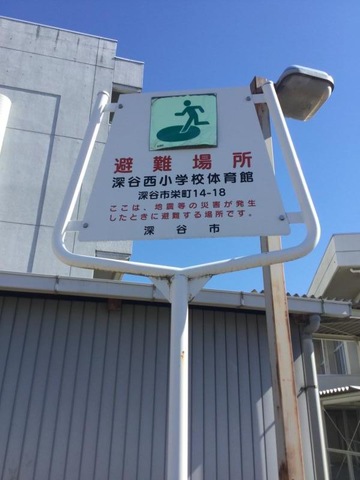 避難場所
深谷西小学校体育館
深谷市栄町14-18
ここは、地震等の災害が発生
したときに避難する場所です。
深谷市